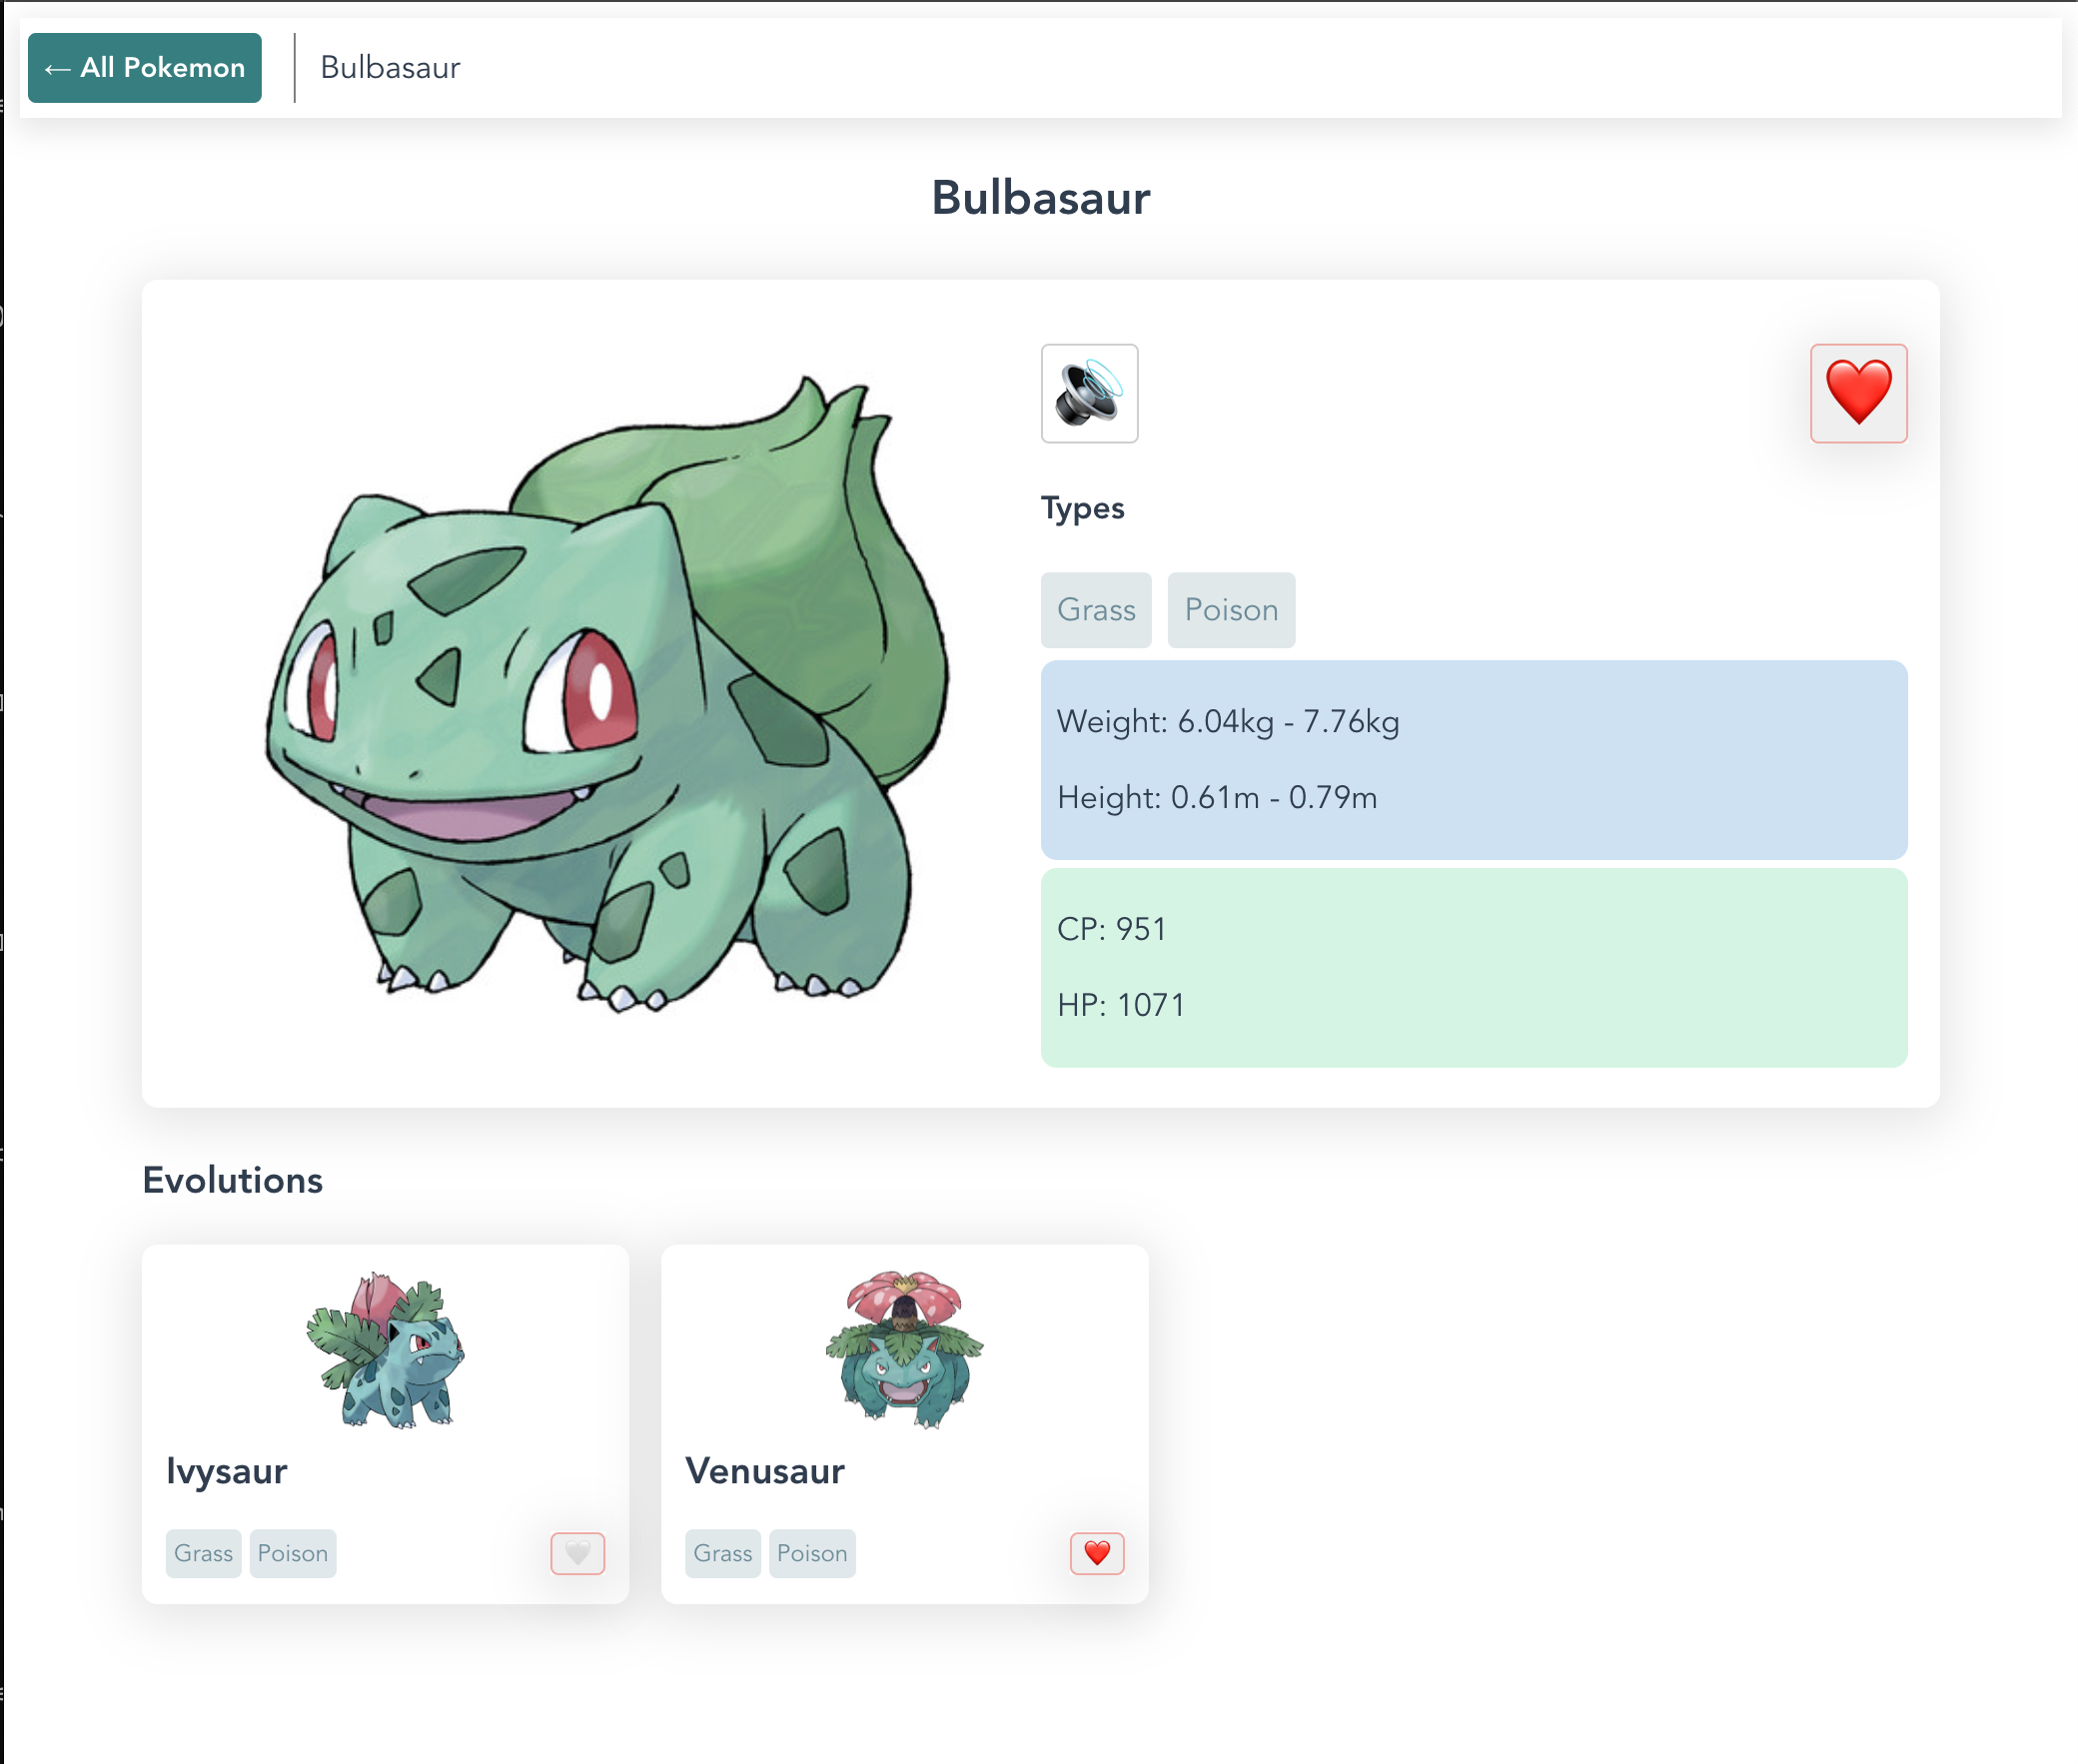 ← All Pokemon
Bulbasaur
Bulbasaur
Types
Grass Poison
Weight: 6.04kg - 7.76kg
Height: 0.61m - 0.79m
CP: 951
HP: 1071
Evolutions
Ivysaur
Grass Poison
Venusaur
Grass Poison